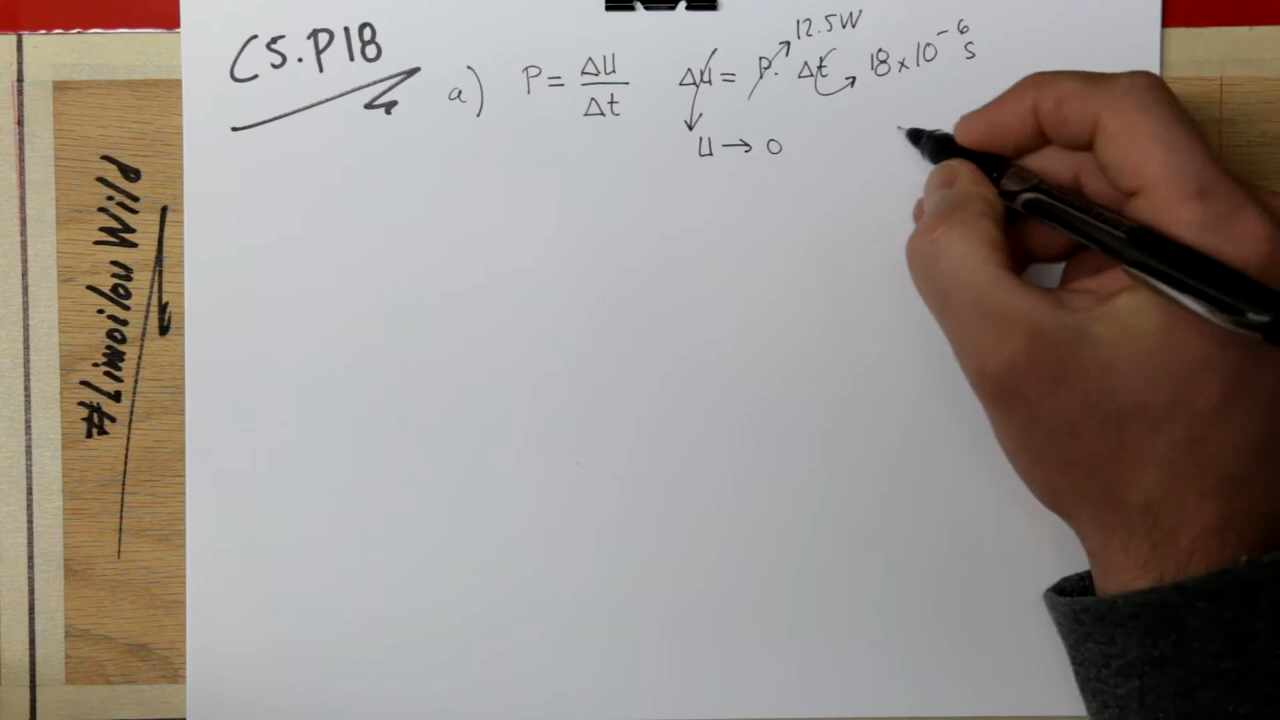 C5.P18
a) P = ΔU / Δt   ΔU = P. Δt   18×10⁻⁶ s
12.5W
U → 0
#LimoilouWild